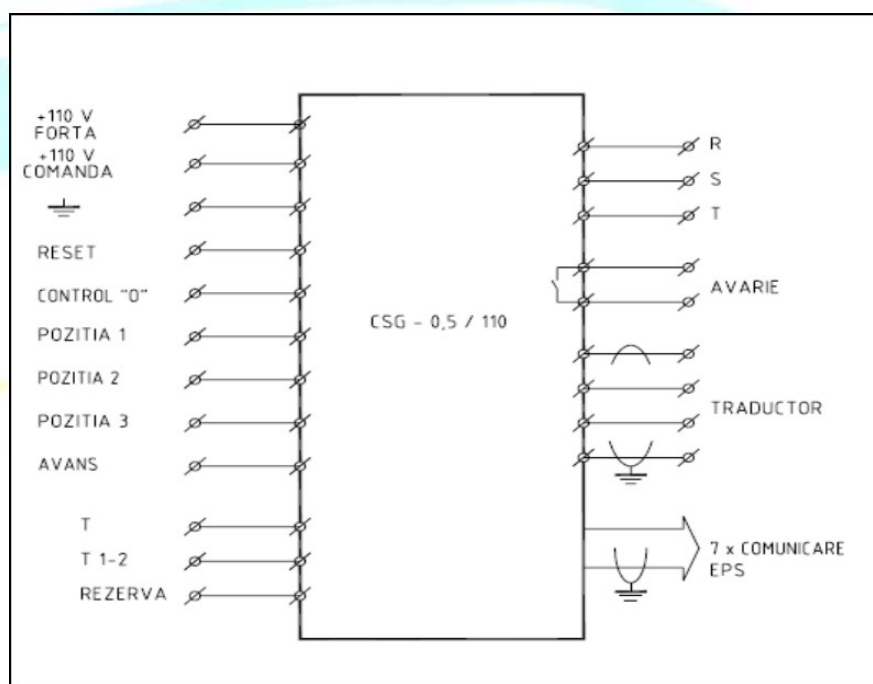 +110 V
FORTA
+110 V
COMANDA
RESET
CONTROL "0"
POZITIA 1
POZITIA 2
POZITIA 3
AVANS
T
T 1-2
REZERVA
CSG - 0,5 / 110
R
S
T
AVARIE
TRADUCTOR
7 x COMUNICARE
EPS